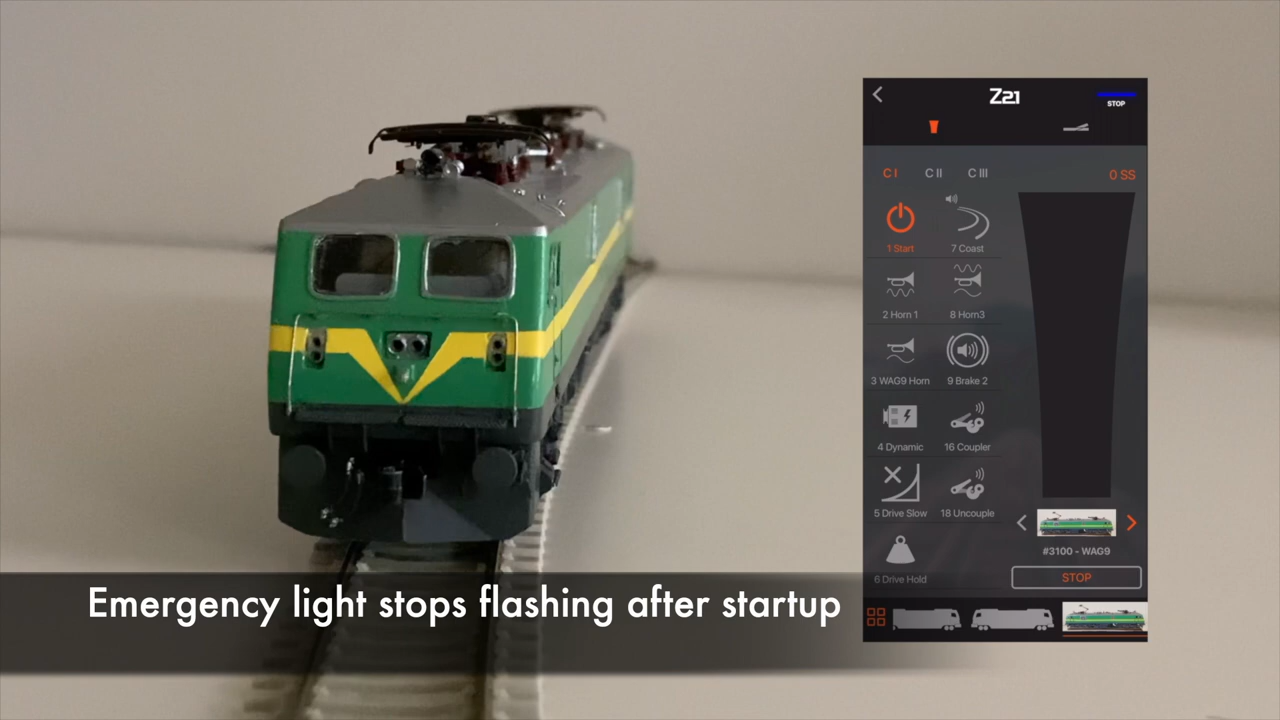 Z21
STOP
C I C II C III
0 SS
1 Start 7 Coast
2 Horn 1 8 Horn3
3 WAG9 Horn 9 Brake 2
4 Dynamic 16 Coupler
5 Drive Slow 18 Uncouple
6 Drive Hold
#3100 - WAG9
STOP
Emergency light stops flashing after startup